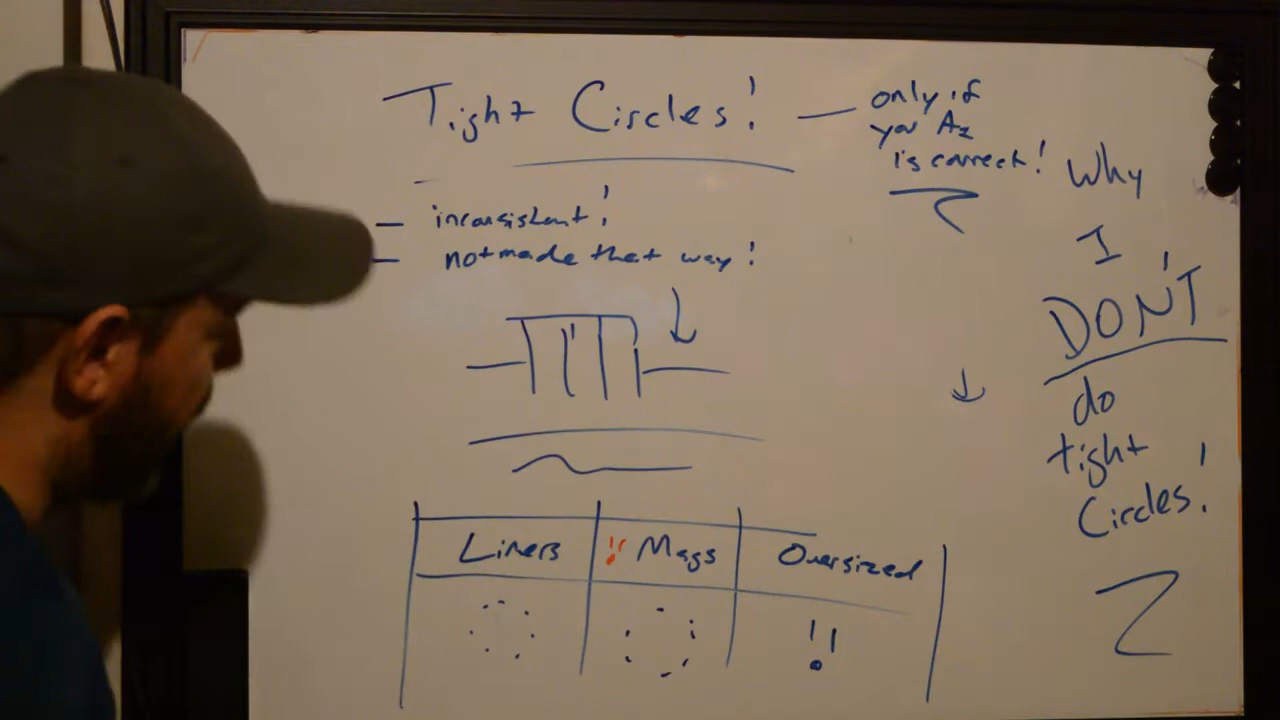 Tight Circles! — only if
you Az
is correct!
— inconsistent!
— not made that way!
Liners !! Mags Oversized
!!
Why
I
DON'T
do
tight
Circles!